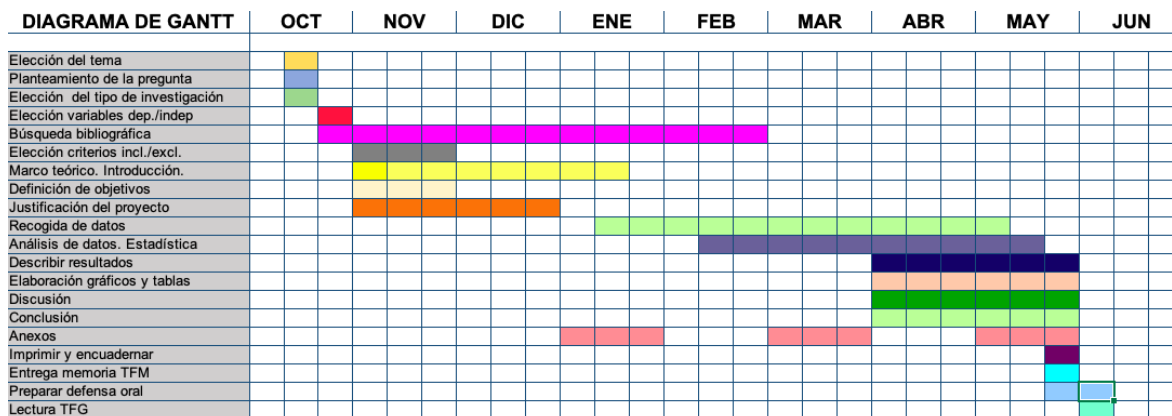 DIAGRAMA DE GANTT OCT NOV DIC ENE FEB MAR ABR MAY JUN
Elección del tema
Planteamiento de la pregunta
Elección del tipo de investigación
Elección variables dep./indep
Búsqueda bibliográfica
Elección criterios incl./excl.
Marco teórico. Introducción.
Definición de objetivos
Justificación del proyecto
Recogida de datos
Análisis de datos. Estadística
Describir resultados
Elaboración gráficos y tablas
Discusión
Conclusión
Anexos
Imprimir y encuadernar
Entrega memoria TFM
Preparar defensa oral
Lectura TFG